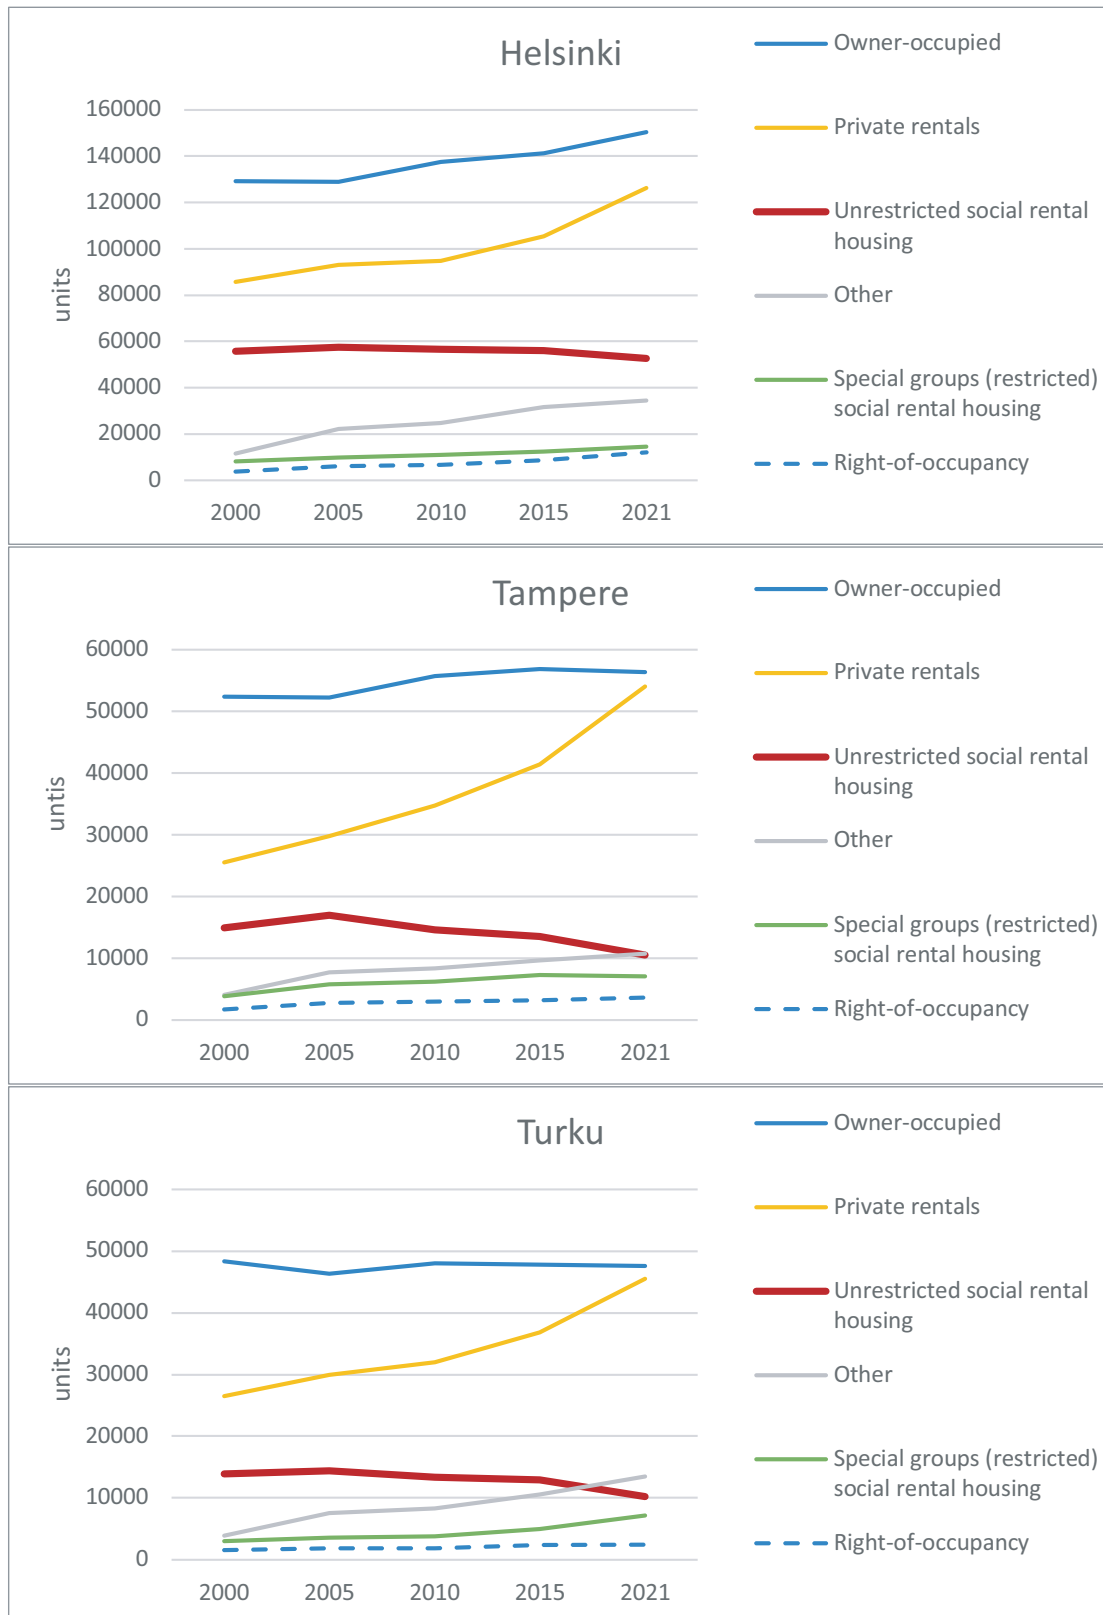 Helsinki
units
160000
140000
120000
100000
80000
60000
40000
20000
0
2000 2005 2010 2015 2021
Owner-occupied
Private rentals
Unrestricted social rental
housing
Other
Special groups (restricted)
social rental housing
Right-of-occupancy
Tampere
untis
60000
50000
40000
30000
20000
10000
0
2000 2005 2010 2015 2021
Owner-occupied
Private rentals
Unrestricted social rental
housing
Other
Special groups (restricted)
social rental housing
Right-of-occupancy
Turku
units
60000
50000
40000
30000
20000
10000
0
2000 2005 2010 2015 2021
Owner-occupied
Private rentals
Unrestricted social rental
housing
Other
Special groups (restricted)
social rental housing
Right-of-occupancy